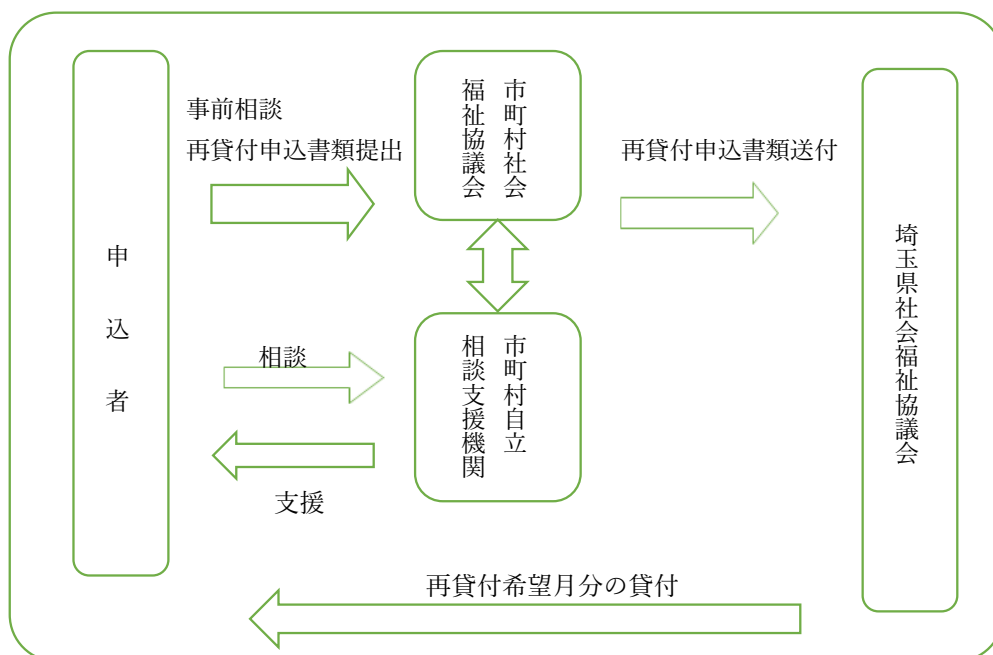 申込者
事前相談
再貸付申込書類提出
市町村社会
福祉協議会
再貸付申込書類送付
埼玉県社会福祉協議会
相談
市町村自立
相談支援機関
支援
再貸付希望月分の貸付